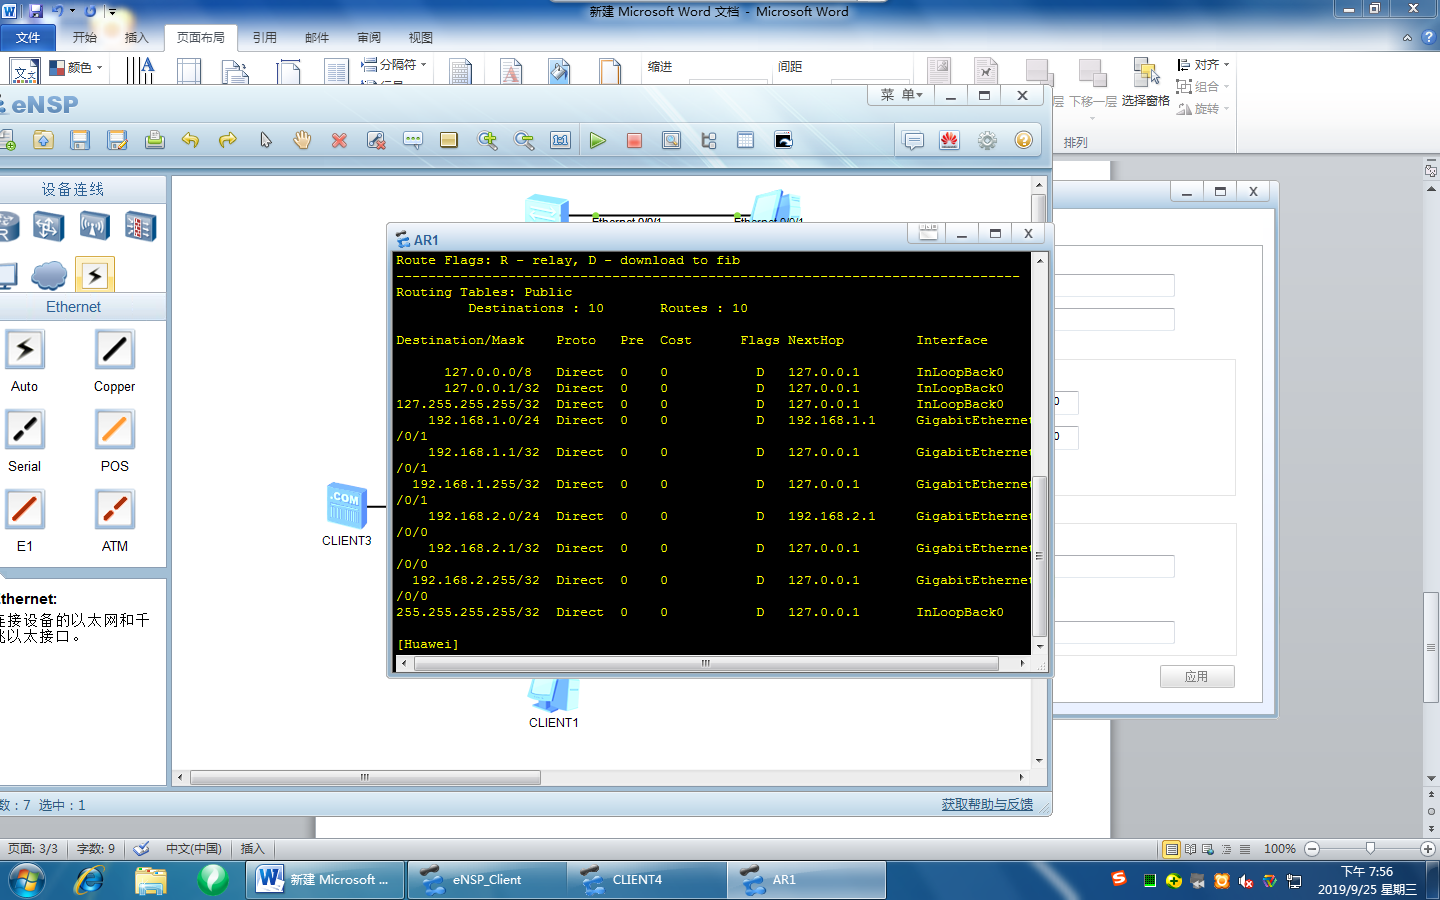 新建 Microsoft Word 文档 - Microsoft Word
文件 开始 插入 页面布局 引用 邮件 审阅 视图
颜色 分隔符 缩进 间距 对齐
下移一层 选择窗格 组合
旋转
排列
eNSP
菜 单
设备连线
Ethernet
Auto Copper
Serial POS
E1 ATM
接设备的以太网和千
以太接口。
CLIENT3
CLIENT1
AR1
Route Flags: R - relay, D - download to fib
------------------------------------------------------------------------------
Routing Tables: Public
Destinations : 10 Routes : 10
Destination/Mask Proto Pre Cost Flags NextHop Interface
127.0.0.0/8 Direct 0 0 D 127.0.0.1 InLoopBack0
127.0.0.1/32 Direct 0 0 D 127.0.0.1 InLoopBack0
127.255.255.255/32 Direct 0 0 D 127.0.0.1 InLoopBack0
192.168.1.0/24 Direct 0 0 D 192.168.1.1 GigabitEthernet
/0/1
192.168.1.1/32 Direct 0 0 D 127.0.0.1 GigabitEthernet
/0/1
192.168.1.255/32 Direct 0 0 D 127.0.0.1 GigabitEthernet
/0/1
192.168.2.0/24 Direct 0 0 D 192.168.2.1 GigabitEthernet
/0/0
192.168.2.1/32 Direct 0 0 D 127.0.0.1 GigabitEthernet
/0/0
192.168.2.255/32 Direct 0 0 D 127.0.0.1 GigabitEthernet
/0/0
255.255.255.255/32 Direct 0 0 D 127.0.0.1 InLoopBack0
[Huawei]
应用
数：7 选中：1 获取帮助与反馈
页面: 3/3 字数: 9 中文(中国) 插入 100%
新建 Microsoft ... eNSP_Client CLIENT4 AR1
下午 7:56
2019/9/25 星期三